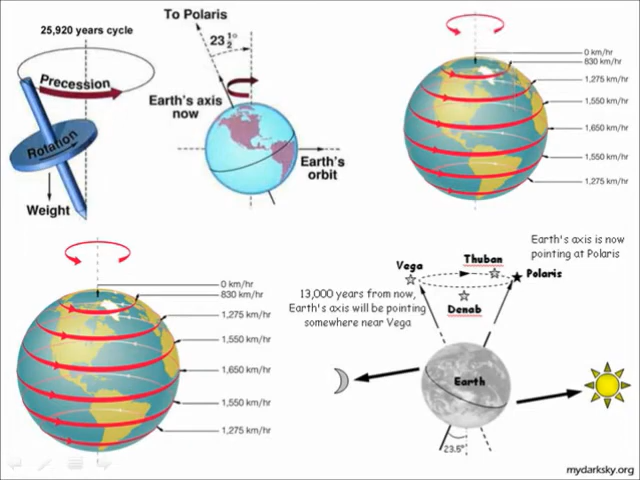 25,920 years cycle
Precession
Rotation
Weight
To Polaris
23 1/2°
Earth's axis
now
Earth's
orbit
0 km/hr
830 km/hr
1,275 km/hr
1,550 km/hr
1,650 km/hr
1,550 km/hr
1,275 km/hr
0 km/hr
830 km/hr
1,275 km/hr
1,550 km/hr
1,650 km/hr
1,550 km/hr
1,275 km/hr
Earth's axis is now
pointing at Polaris
Vega
Thuban
Polaris
Denab
13,000 years from now,
Earth's axis will be pointing
somewhere near Vega
Earth
23.5°
mydarksky.org